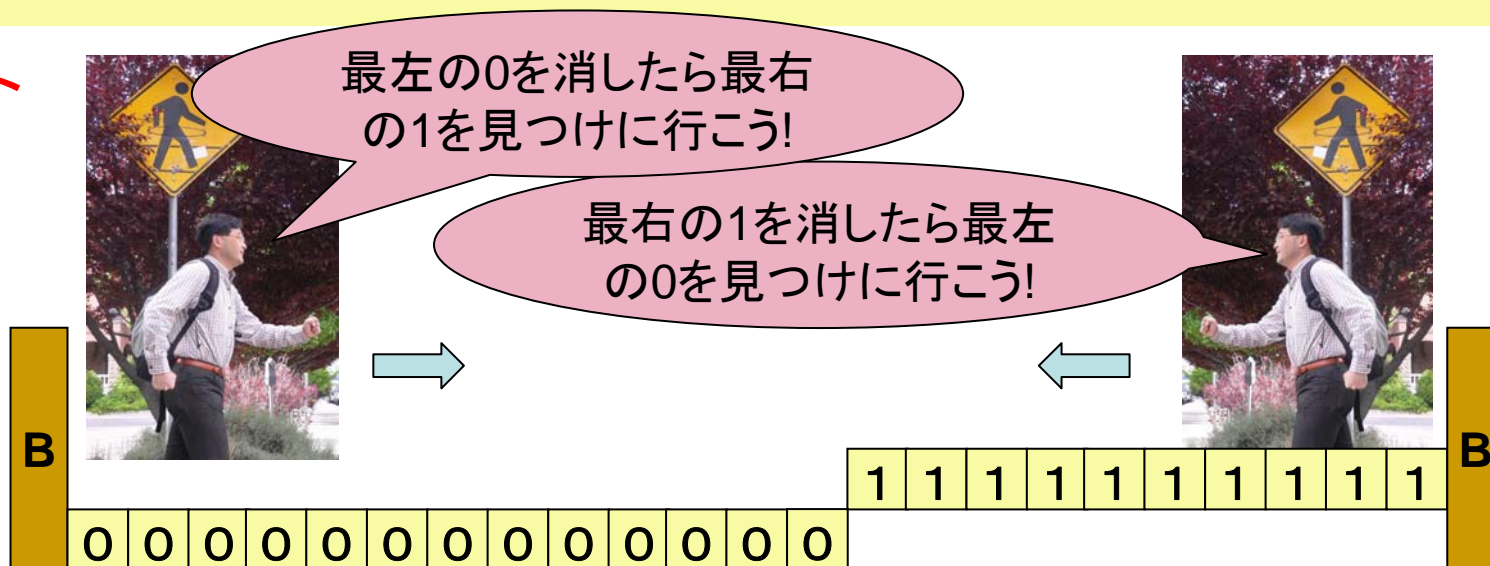 最左の0を消したら最右
の1を見つけに行こう!
最右の1を消したら最左
の0を見つけに行こう!
B
B
1 1 1 1 1 1 1 1 1 1
0 0 0 0 0 0 0 0 0 0 0 0 0